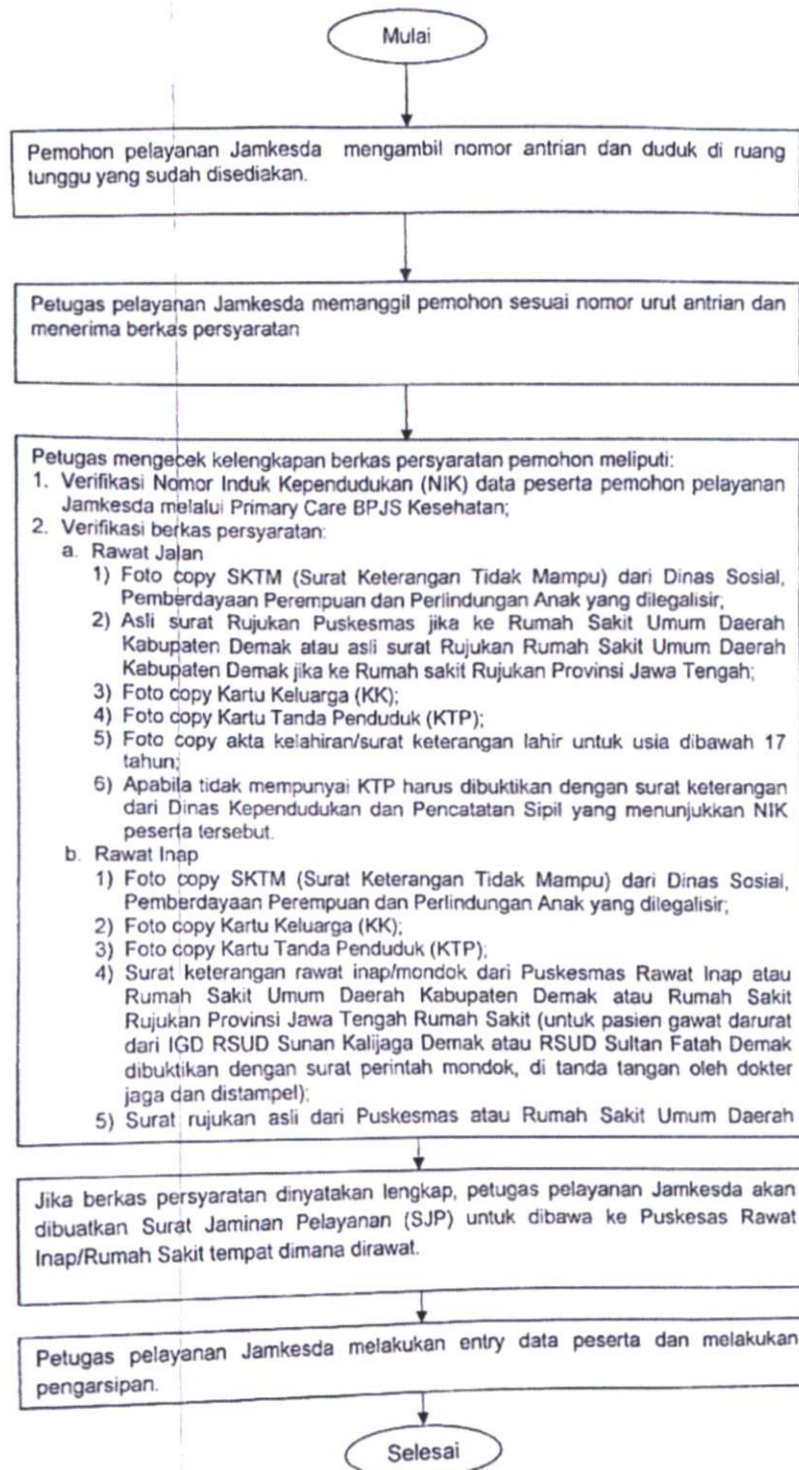 Mulai
Pemohon pelayanan Jamkesda mengambil nomor antrian dan duduk di ruang
tunggu yang sudah disediakan.
Petugas pelayanan Jamkesda memanggil pemohon sesuai nomor urut antrian dan
menerima berkas persyaratan
Petugas mengecek kelengkapan berkas persyaratan pemohon meliputi:
1. Verifikasi Nomor Induk Kependudukan (NIK) data peserta pemohon pelayanan
Jamkesda melalui Primary Care BPJS Kesehatan;
2. Verifikasi berkas persyaratan:
a. Rawat Jalan
1) Foto copy SKTM (Surat Keterangan Tidak Mampu) dari Dinas Sosial,
Pemberdayaan Perempuan dan Perlindungan Anak yang dilegalisir;
2) Asli surat Rujukan Puskesmas jika ke Rumah Sakit Umum Daerah
Kabupaten Demak atau asli surat Rujukan Rumah Sakit Umum Daerah
Kabupaten Demak jika ke Rumah sakit Rujukan Provinsi Jawa Tengah;
3) Foto copy Kartu Keluarga (KK);
4) Foto copy Kartu Tanda Penduduk (KTP);
5) Foto copy akta kelahiran/surat keterangan lahir untuk usia dibawah 17
tahun;
6) Apabila tidak mempunyai KTP harus dibuktikan dengan surat keterangan
dari Dinas Kependudukan dan Pencatatan Sipil yang menunjukkan NIK
peserta tersebut.
b. Rawat Inap
1) Foto copy SKTM (Surat Keterangan Tidak Mampu) dari Dinas Sosial,
Pemberdayaan Perempuan dan Perlindungan Anak yang dilegalisir;
2) Foto copy Kartu Keluarga (KK);
3) Foto copy Kartu Tanda Penduduk (KTP);
4) Surat keterangan rawat inap/mondok dari Puskesmas Rawat Inap atau
Rumah Sakit Umum Daerah Kabupaten Demak atau Rumah Sakit
Rujukan Provinsi Jawa Tengah Rumah Sakit (untuk pasien gawat darurat
dari IGD RSUD Sunan Kalijaga Demak atau RSUD Sultan Fatah Demak
dibuktikan dengan surat perintah mondok, di tanda tangan oleh dokter
jaga dan distampel);
5) Surat rujukan asli dari Puskesmas atau Rumah Sakit Umum Daerah
Jika berkas persyaratan dinyatakan lengkap, petugas pelayanan Jamkesda akan
dibuatkan Surat Jaminan Pelayanan (SJP) untuk dibawa ke Puskesas Rawat
Inap/Rumah Sakit tempat dimana dirawat.
Petugas pelayanan Jamkesda melakukan entry data peserta dan melakukan
pengarsipan.
Selesai